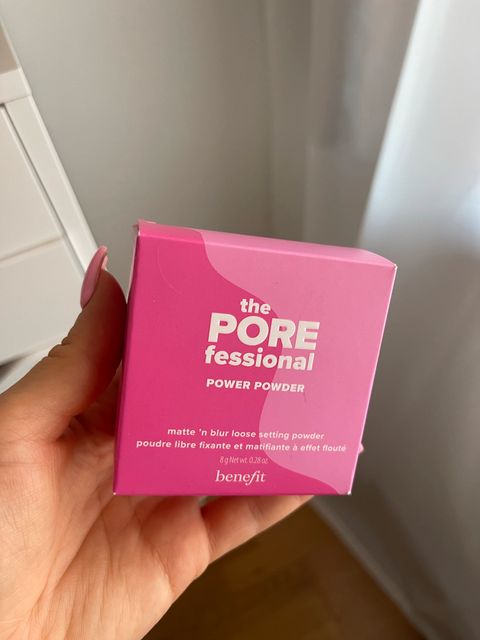 the
PORE
fessional
POWER POWDER
matte 'n blur loose setting powder
poudre libre fixante et matifiante à effet flouté
8 g Net wt. 0.28 oz.
benefit